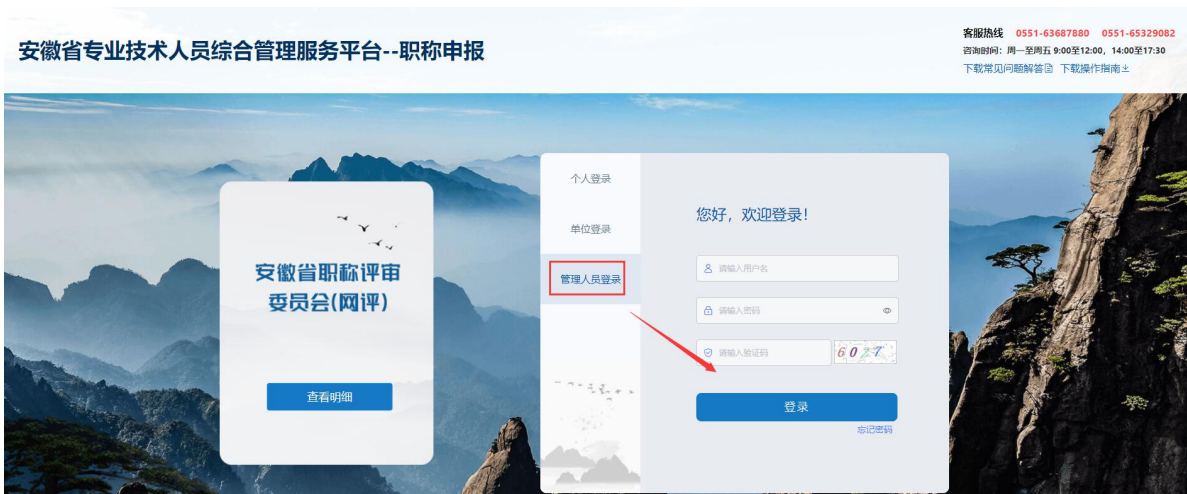 安徽省专业技术人员综合管理服务平台--职称申报
客服热线 0551-63687880 0551-65329082
咨询时间：周一至周五 9:00至12:00，14:00至17:30
下载常见问题解答 下载操作指南
安徽省职称评审
委员会(网评)
查看明细
个人登录
单位登录
管理人员登录
您好，欢迎登录！
请输入用户名
请输入密码
请输入验证码
6027
登录
忘记密码